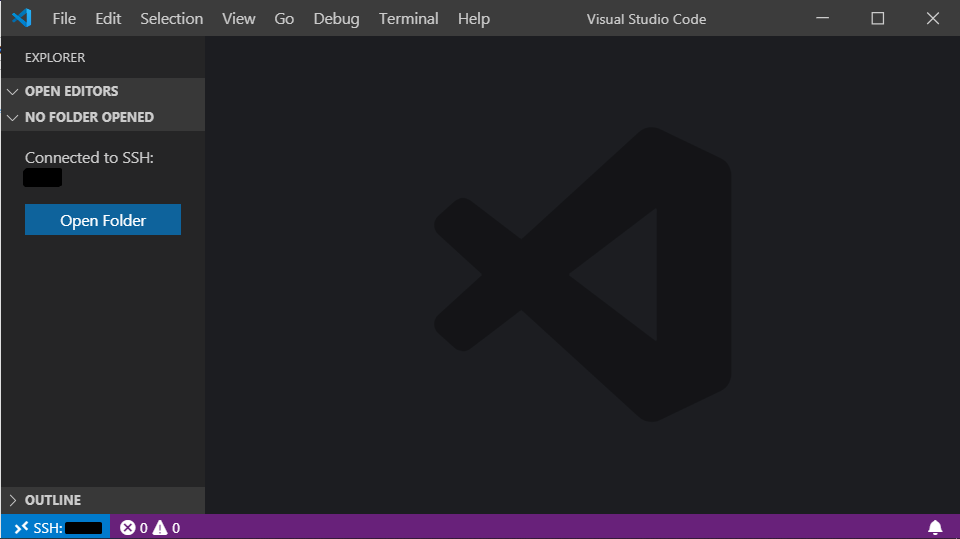 File Edit Selection View Go Debug Terminal Help Visual Studio Code
EXPLORER
OPEN EDITORS
NO FOLDER OPENED
Connected to SSH:
Open Folder
OUTLINE
SSH: 0 0